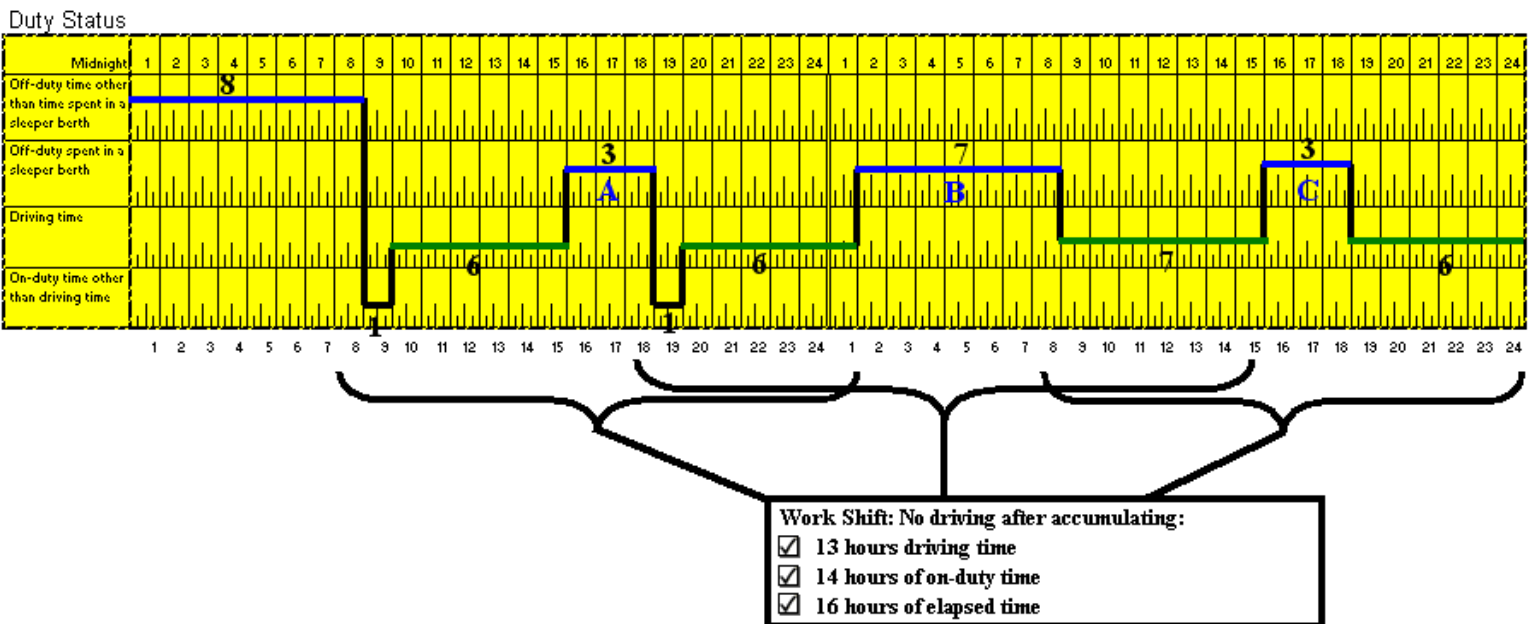 Duty Status
Midnight 1 2 3 4 5 6 7 8 9 10 11 12 13 14 15 16 17 18 19 20 21 22 23 24 1 2 3 4 5 6 7 8 9 10 11 12 13 14 15 16 17 18 19 20 21 22 23 24
Off-duty time other
than time spent in a
sleeper berth
8
Off-duty spent in a
sleeper berth
3 7 3
A B C
Driving time
6 6 7 6
On-duty time other
than driving time
1 1
1 2 3 4 5 6 7 8 9 10 11 12 13 14 15 16 17 18 19 20 21 22 23 24 1 2 3 4 5 6 7 8 9 10 11 12 13 14 15 16 17 18 19 20 21 22 23 24
Work Shift: No driving after accumulating:
13 hours driving time
14 hours of on-duty time
16 hours of elapsed time